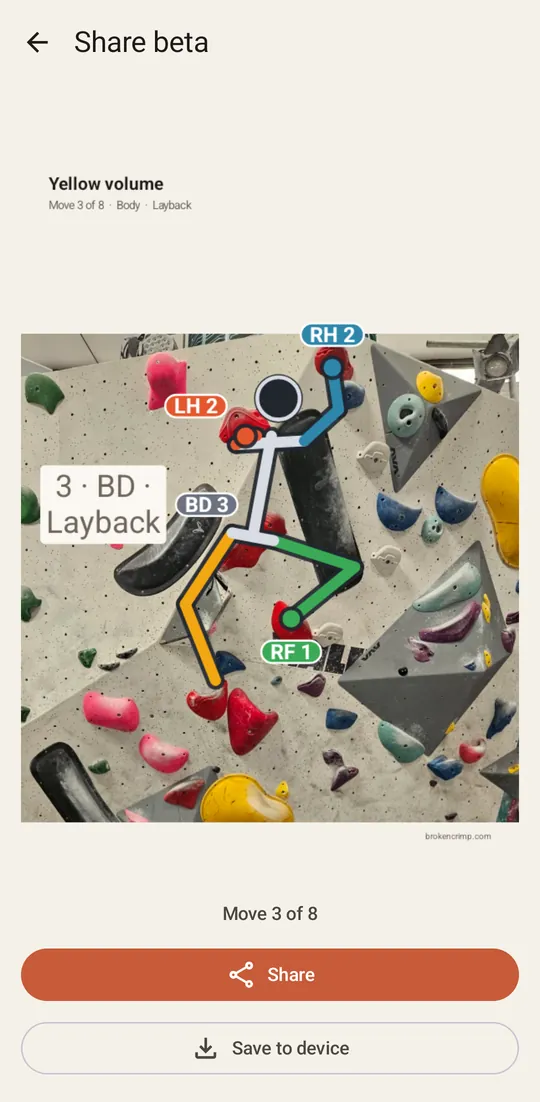 Share beta
Yellow volume
Move 3 of 8 · Body · Layback
RH 2
LH 2
3 · BD ·
Layback
BD 3
RF 1
brokencrimp.com
Move 3 of 8
Share
Save to device